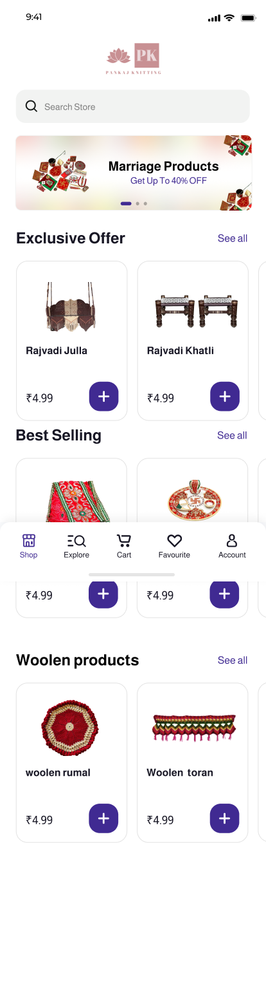 9:41
PK
PANKAJ KNITTING
Search Store
Marriage Products
Get Up To 40% OFF
Exclusive Offer
See all
Rajvadi Julla
Rajvadi Khatli
₹4.99
₹4.99
Best Selling
See all
Shop
Explore
Cart
Favourite
Account
₹4.99
₹4.99
Woolen products
See all
woolen rumal
Woolen toran
₹4.99
₹4.99